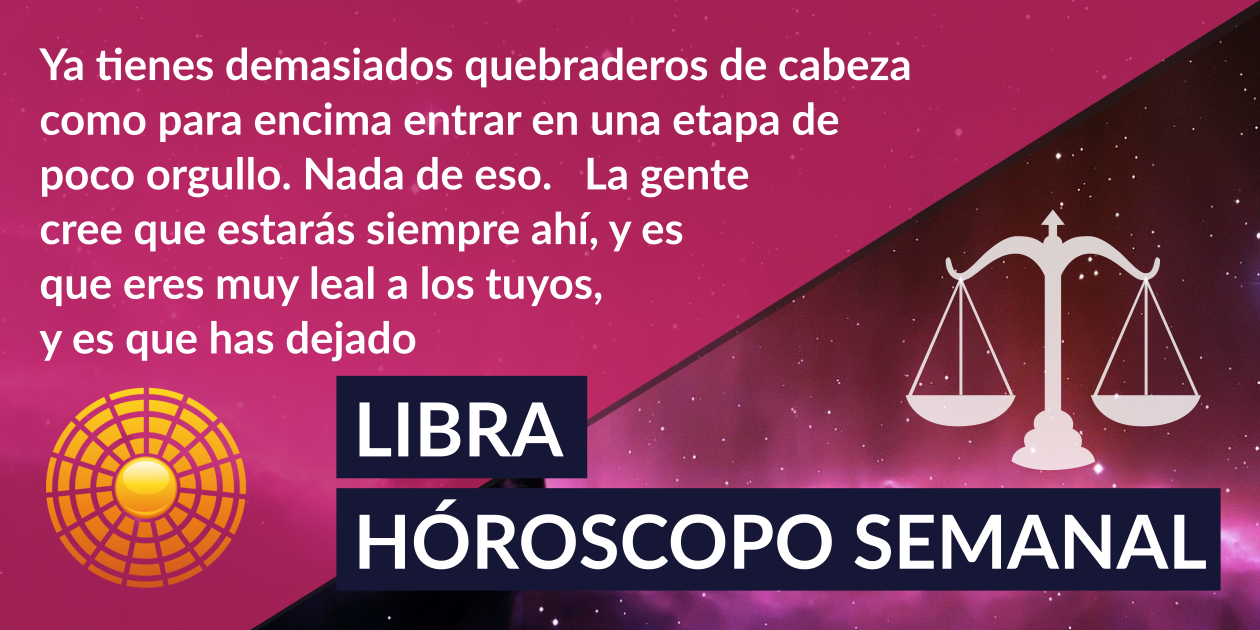 Ya tienes demasiados quebraderos de cabeza
como para encima entrar en una etapa de
poco orgullo. Nada de eso.   La gente
cree que estarás siempre ahí, y es
que eres muy leal a los tuyos,
y es que has dejado
LIBRA
HÓROSCOPO SEMANAL